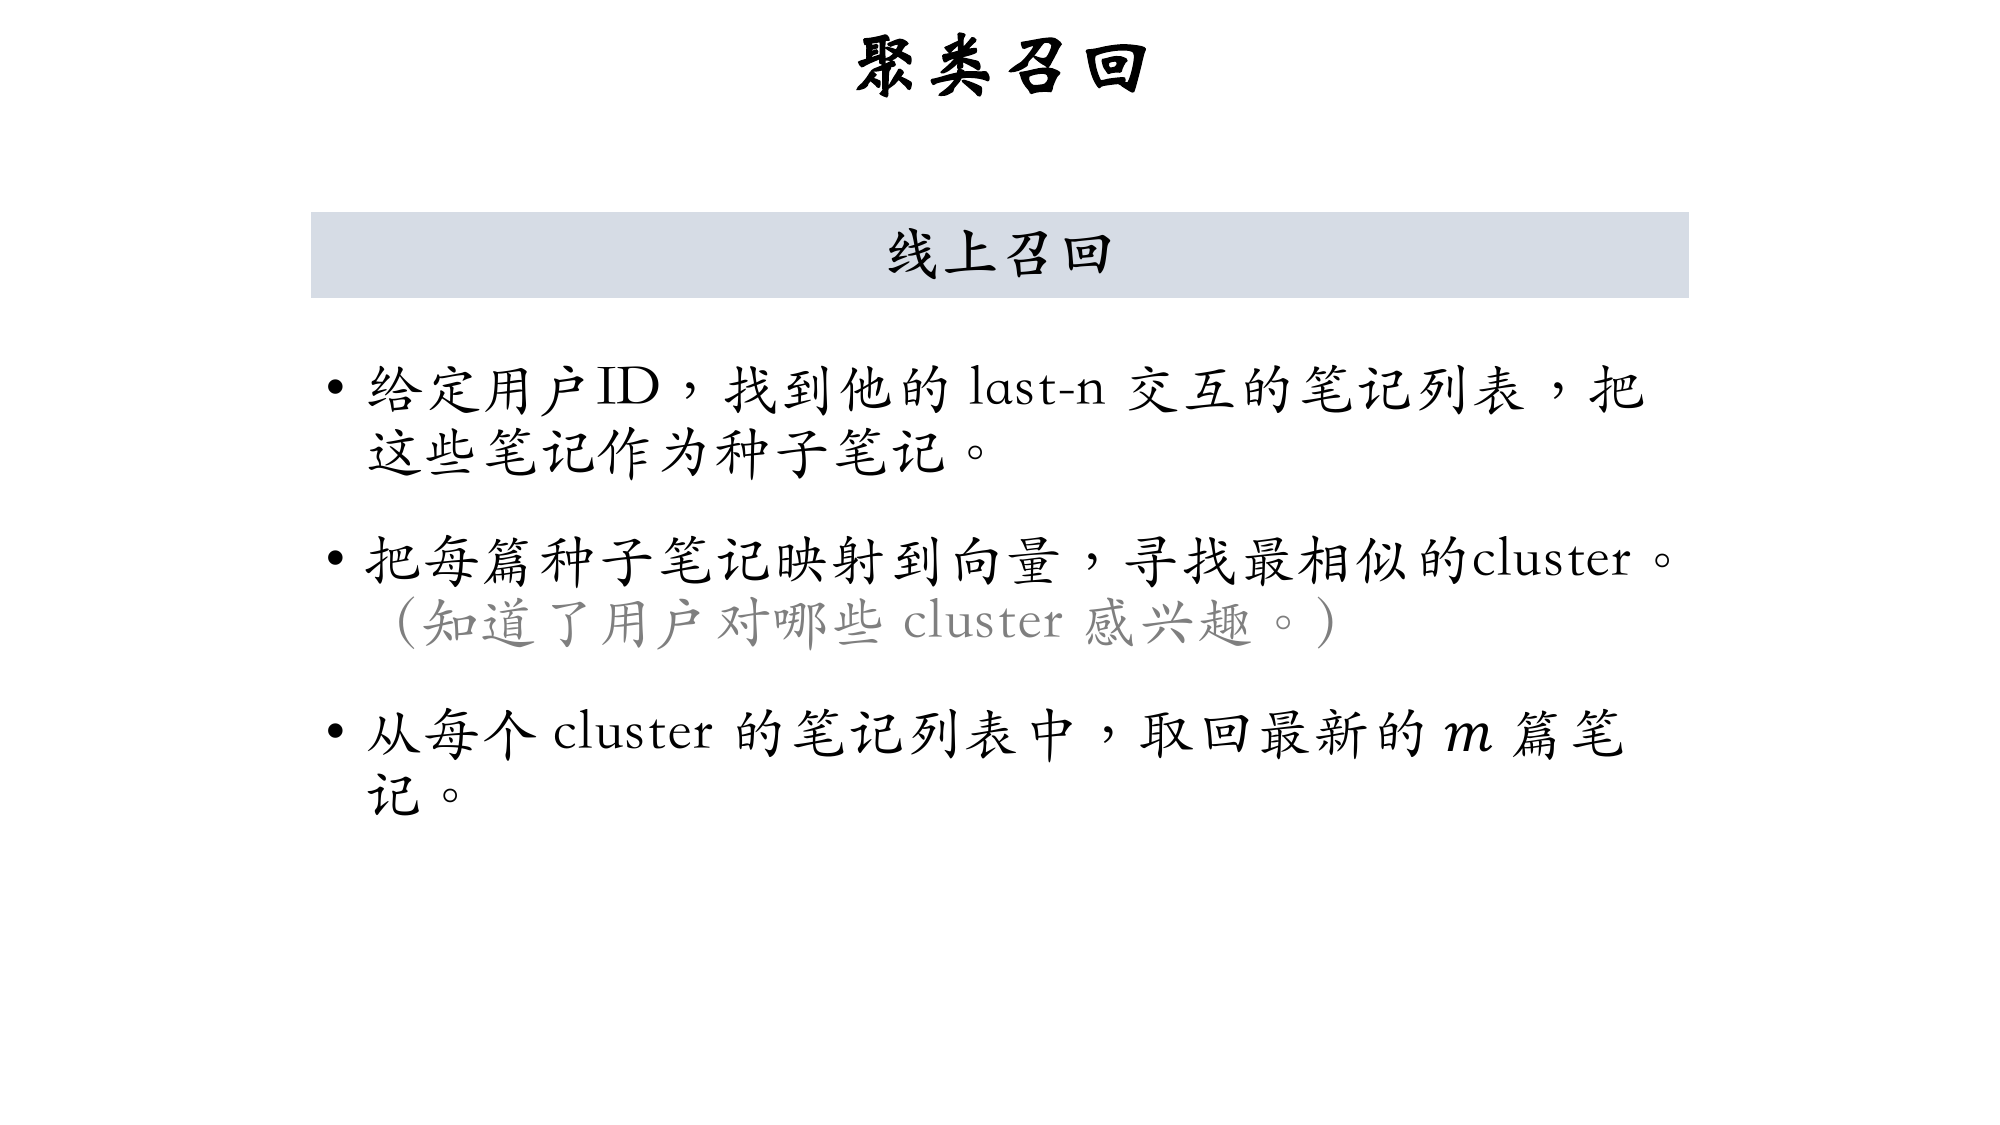 聚类召回
线上召回
• 给定用户ID，找到他的 last-n 交互的笔记列表，把
这些笔记作为种子笔记。
• 把每篇种子笔记映射到向量，寻找最相似的cluster。
（知道了用户对哪些 cluster 感兴趣。）
• 从每个 cluster 的笔记列表中，取回最新的 m 篇笔
记。